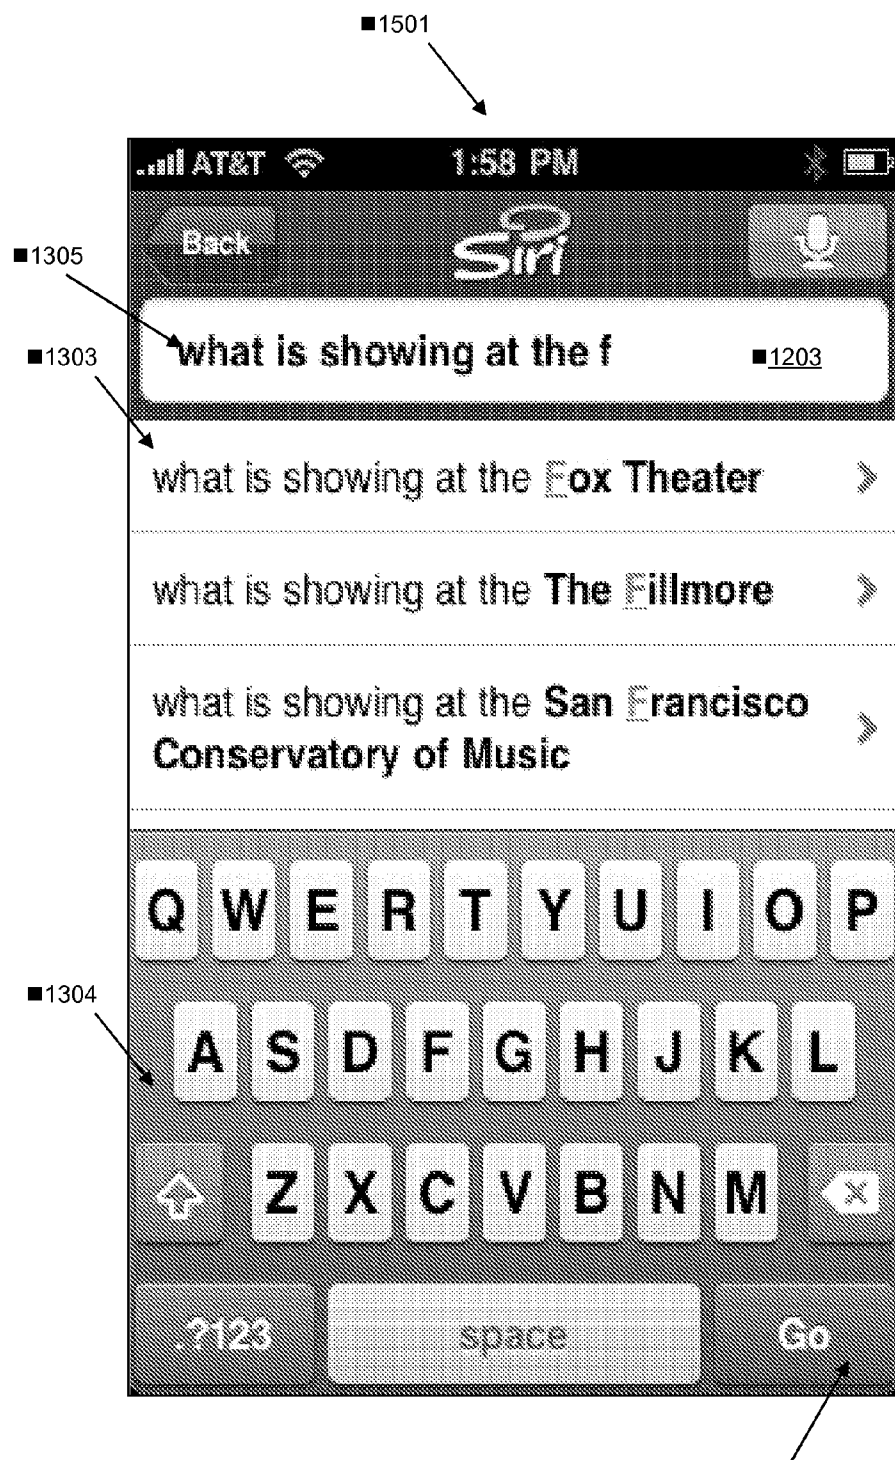 ■1501
AT&T 1:58 PM
Back Siri
■1305
what is showing at the f ■1203
■1303
what is showing at the Fox Theater
what is showing at the The Fillmore
what is showing at the San Francisco
Conservatory of Music
Q W E R T Y U I O P
■1304
A S D F G H J K L
Z X C V B N M
.?123 space Go